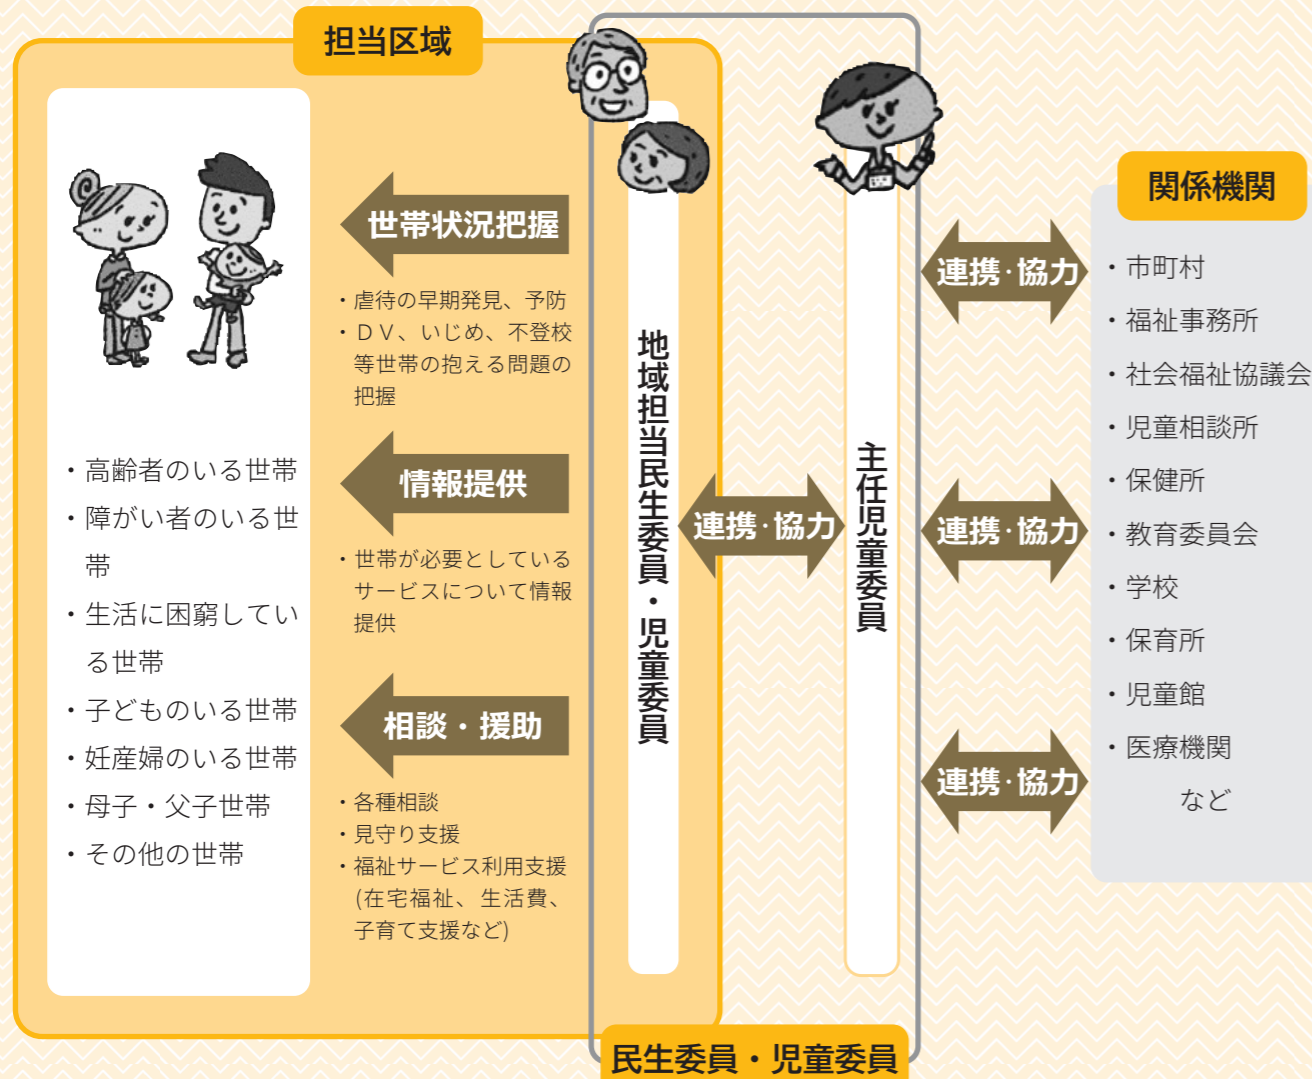 担当区域
・高齢者のいる世帯
・障がい者のいる世
帯
・生活に困窮してい
る世帯
・子どものいる世帯
・妊産婦のいる世帯
・母子・父子世帯
・その他の世帯
世帯状況把握
・虐待の早期発見、予防
・ＤＶ、いじめ、不登校
等世帯の抱える問題の
把握
情報提供
・世帯が必要としている
サービスについて情報
提供
相談・援助
・各種相談
・見守り支援
・福祉サービス利用支援
(在宅福祉、生活費、
子育て支援など)
地域担当民生委員・児童委員
連携・協力
主任児童委員
民生委員・児童委員
連携・協力
連携・協力
連携・協力
関係機関
・市町村
・福祉事務所
・社会福祉協議会
・児童相談所
・保健所
・教育委員会
・学校
・保育所
・児童館
・医療機関
など